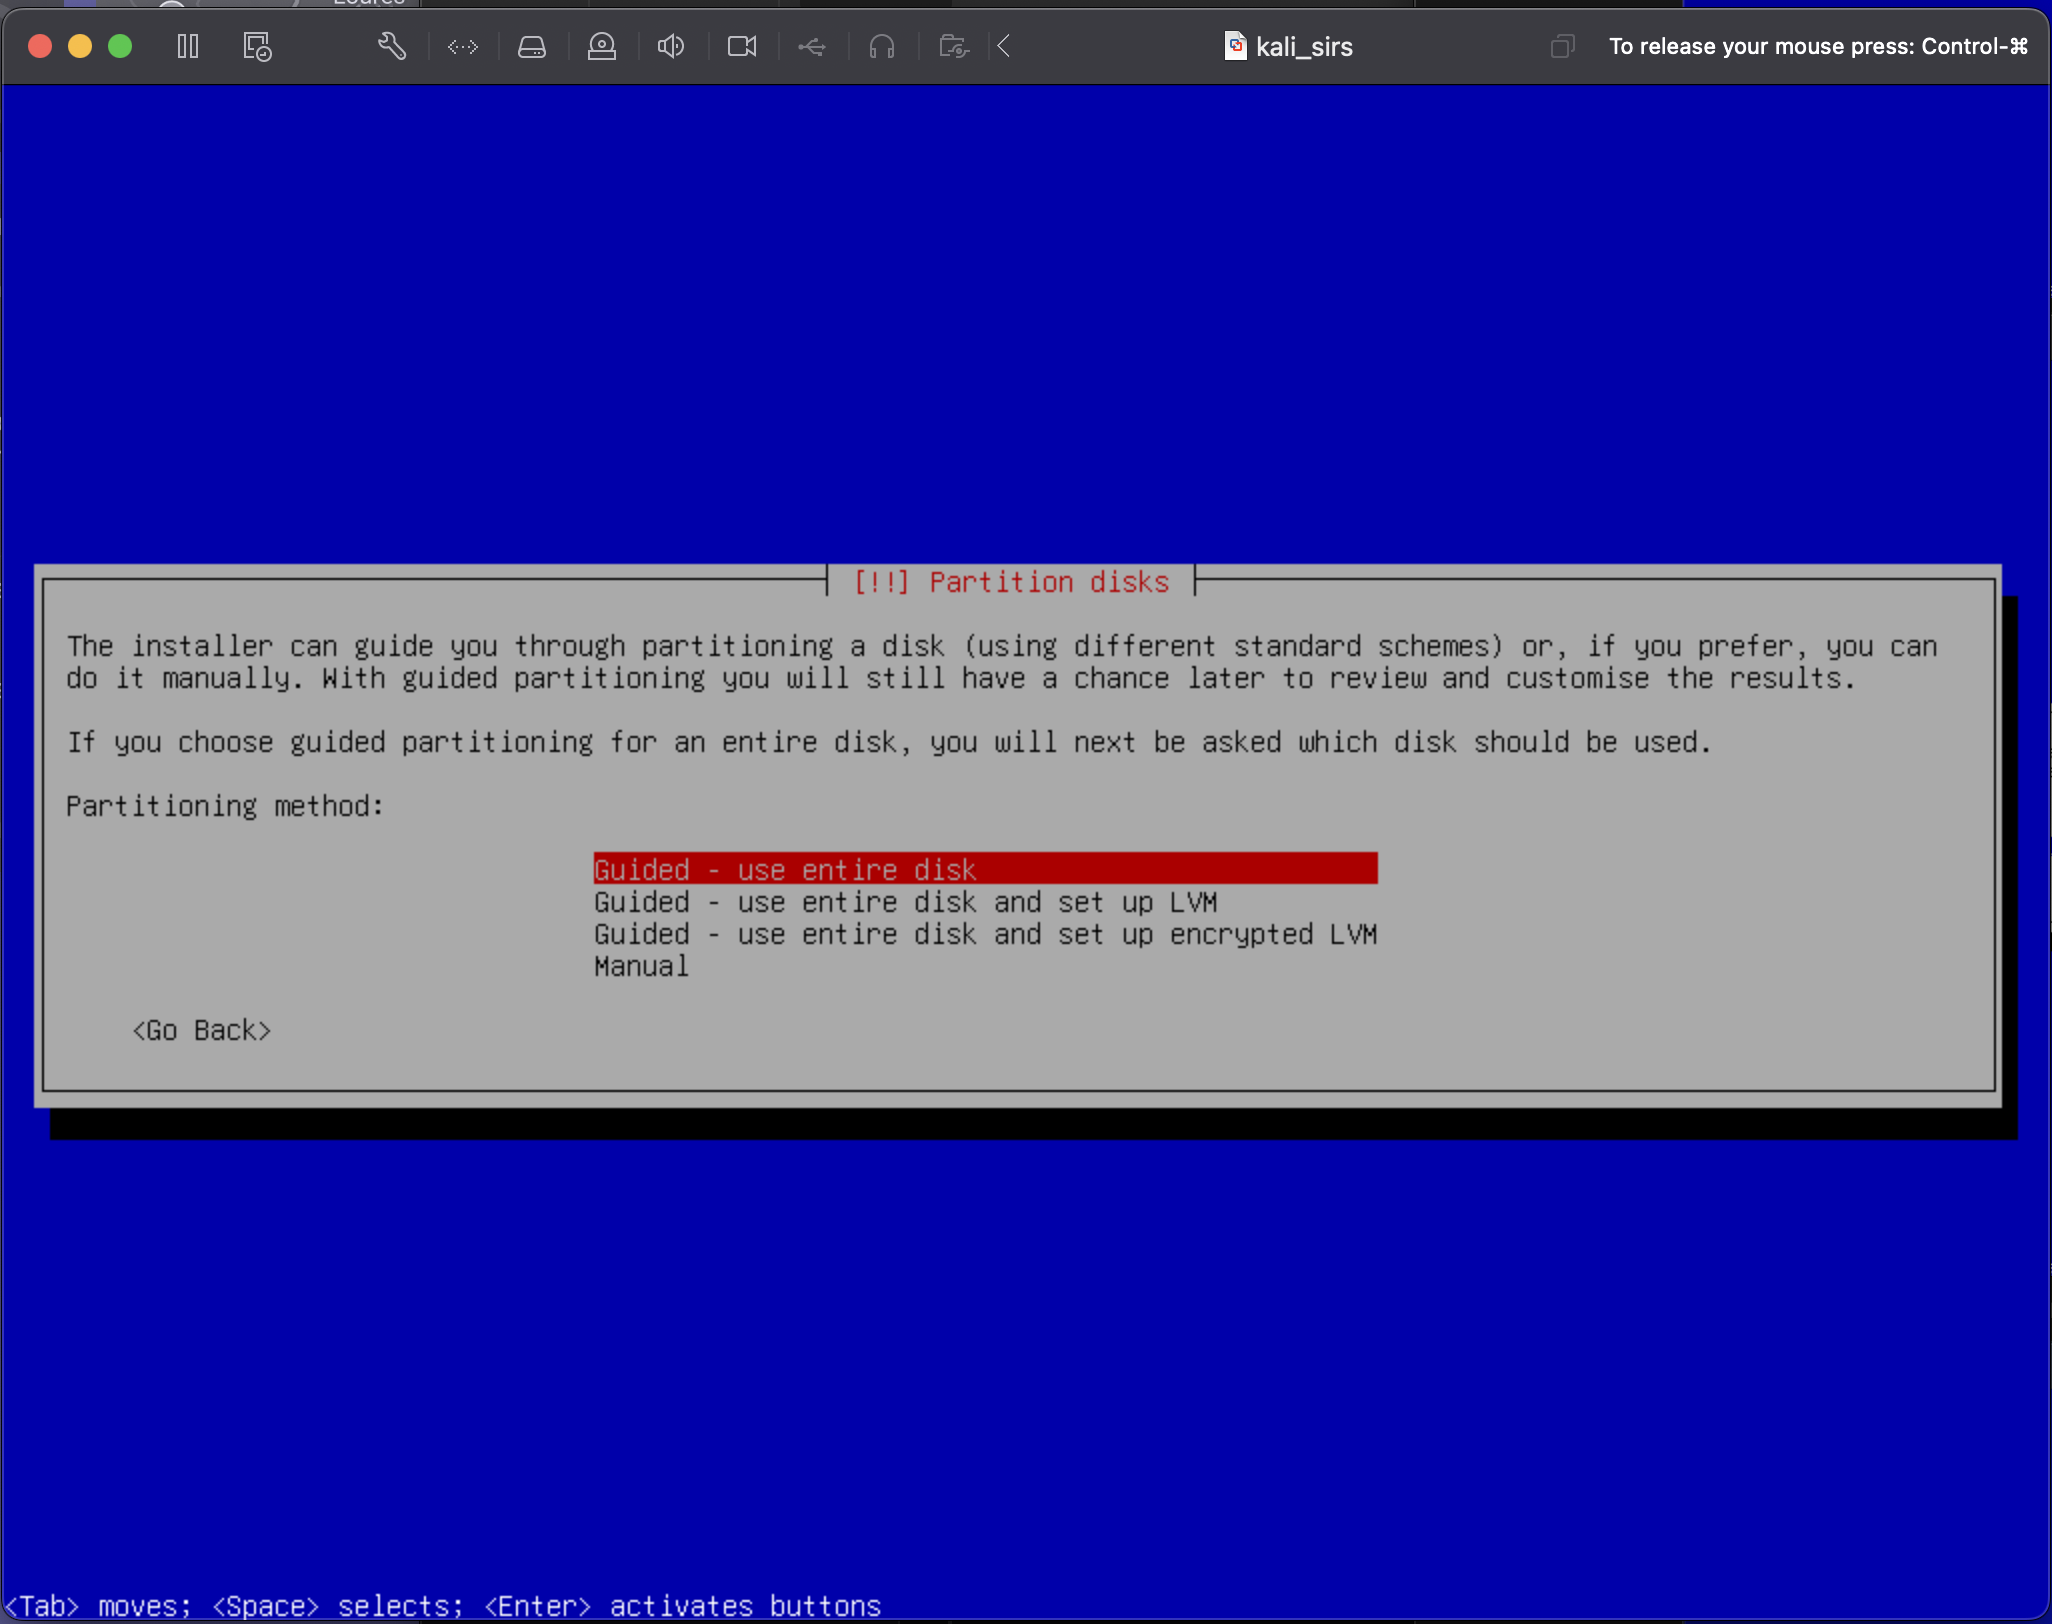 kali_sirs
To release your mouse press: Control-⌘
[!!] Partition disks
The installer can guide you through partitioning a disk (using different standard schemes) or, if you prefer, you can
do it manually. With guided partitioning you will still have a chance later to review and customise the results.
If you choose guided partitioning for an entire disk, you will next be asked which disk should be used.
Partitioning method:
Guided - use entire disk
Guided - use entire disk and set up LVM
Guided - use entire disk and set up encrypted LVM
Manual
<Go Back>
<Tab> moves; <Space> selects; <Enter> activates buttons